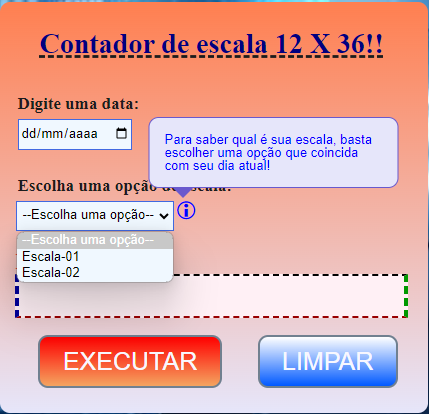 Contador de escala 12 X 36!!
Digite uma data:
dd/mm/aaaa
Para saber qual é sua escala, basta
escolher uma opção que coincida
com seu dia atual!
Escolha uma opção de escala:
--Escolha uma opção--
--Escolha uma opção--
Escala-01
Escala-02
EXECUTAR
LIMPAR